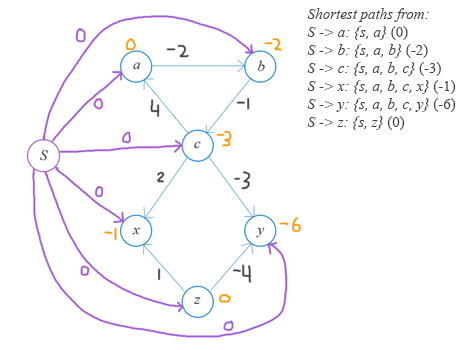 Shortest paths from:
S -> a: {s, a} (0)
S -> b: {s, a, b} (-2)
S -> c: {s, a, b, c} (-3)
S -> x: {s, a, b, c, x} (-1)
S -> y: {s, a, b, c, y} (-6)
S -> z: {s, z} (0)
0
0
-2
-2
a
b
0
4
-1
0
c
-3
S
2
-3
0
-1
x
y
-6
0
1
-4
z
0
0